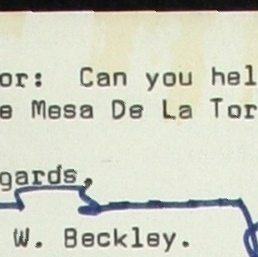 or: Can you hel
e Mesa De La Tor
gards,
W. Beckley.